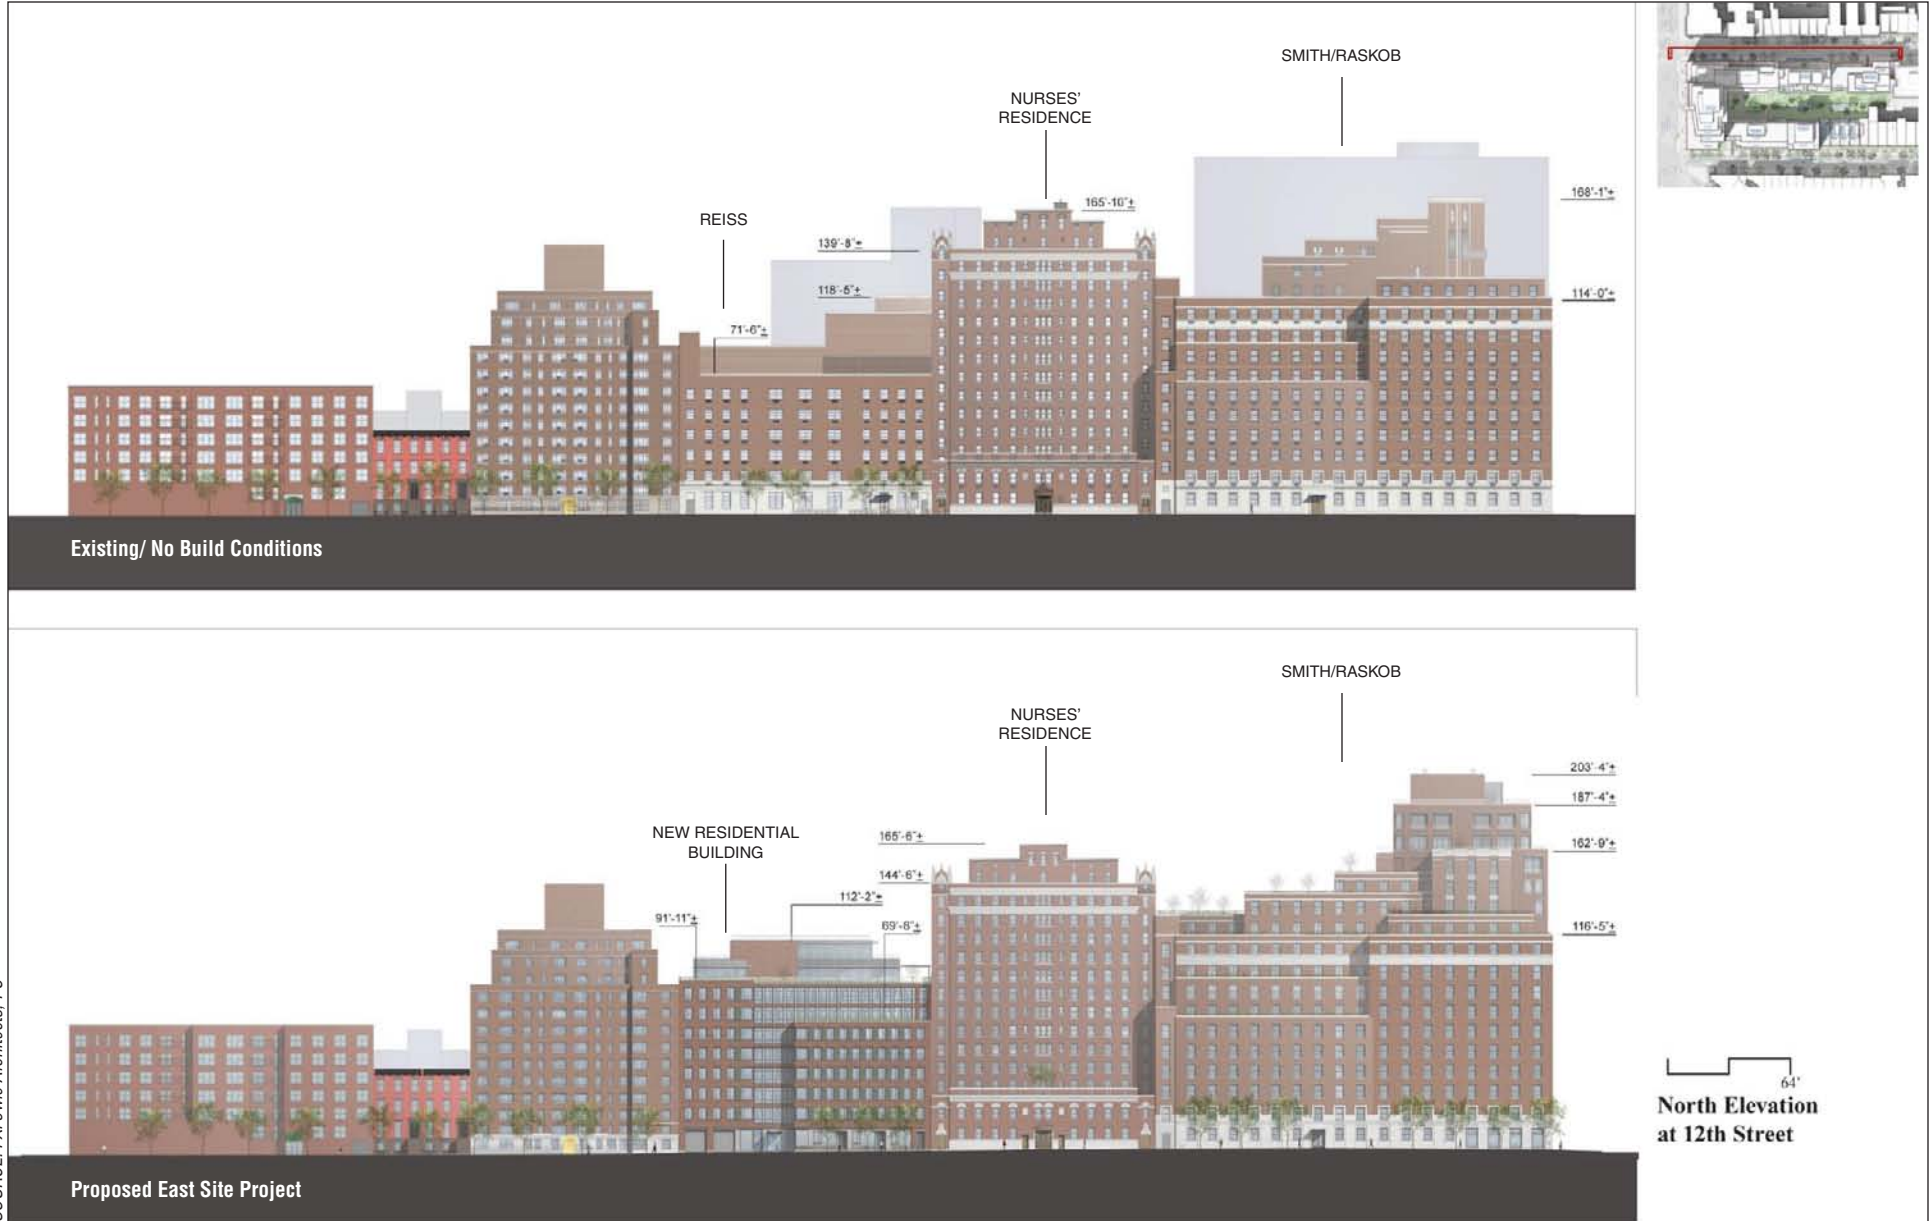 SMITH/RASKOB
NURSES'
RESIDENCE
REISS
168'-1"±
165'-10"±
139'-8"±
118'-5"±
114'-0"±
71'-6"±
Existing/ No Build Conditions
SMITH/RASKOB
NURSES'
RESIDENCE
NEW RESIDENTIAL
BUILDING
203'-4"±
187'-4"±
165'-6"±
162'-9"±
144'-6"±
112'-2"±
91'-11"±
69'-8"±
116'-5"±
64'
North Elevation
at 12th Street
Proposed East Site Project